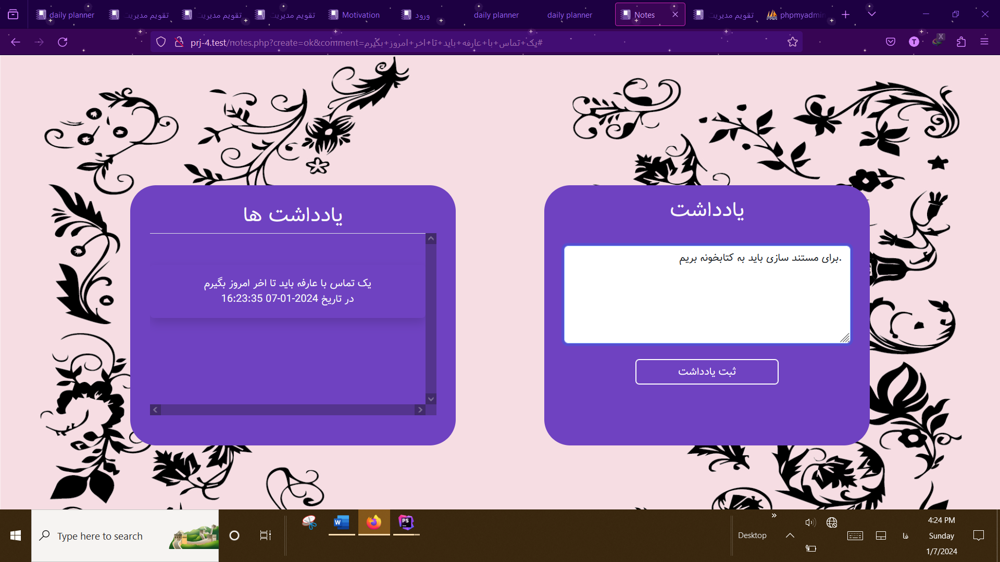 daily planner
تقویم مدیریت
تقویم مدیریت
تقویم مدیریت
Motivation
ورود
daily planner
daily planner
Notes
تقویم مدیریت
phpmyadmin
prj-4.test/notes.php?create=ok&comment=یک+تماس+با+عارفه+باید+تا+اخر+امروز+بگیرم#
T
X
یادداشت
برای مستند سازی باید به کتابخونه بریم.
ثبت یادداشت
یادداشت ها
یک تماس با عارفه باید تا اخر امروز بگیرم
در تاریخ 2024-01-07 16:23:35
Type here to search
W
PS
Desktop
فا
4:24 PM
Sunday
1/7/2024